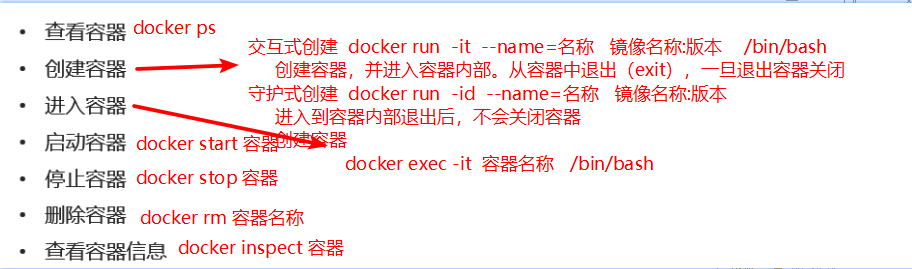 • 查看容器 docker ps
交互式创建 docker run -it --name=名称 镜像名称:版本 /bin/bash
• 创建容器
创建容器，并进入容器内部。从容器中退出（exit），一旦退出容器关闭
守护式创建 docker run -id --name=名称 镜像名称:版本
• 进入容器
进入到容器内部退出后，不会关闭容器
• 启动容器 docker start 容器
创建容器
docker exec -it 容器名称 /bin/bash
• 停止容器 docker stop 容器
• 删除容器 docker rm 容器名称
• 查看容器信息 docker inspect 容器